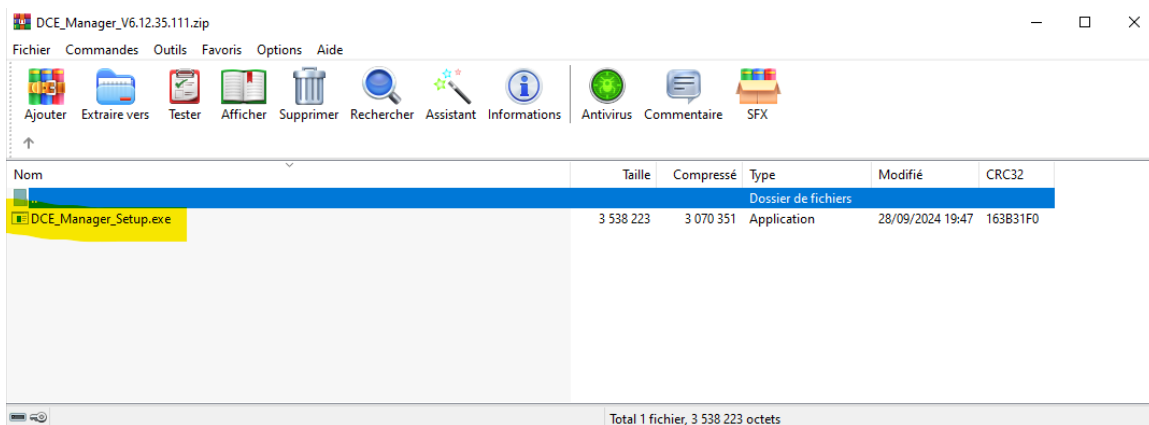 DCE_Manager_V6.12.35.111.zip
Fichier Commandes Outils Favoris Options Aide
Ajouter Extraire vers Tester Afficher Supprimer Rechercher Assistant Informations Antivirus Commentaire SFX
Nom Taille Compressé Type Modifié CRC32
.. Dossier de fichiers
DCE_Manager_Setup.exe 3 538 223 3 070 351 Application 28/09/2024 19:47 163B31F0
Total 1 fichier, 3 538 223 octets